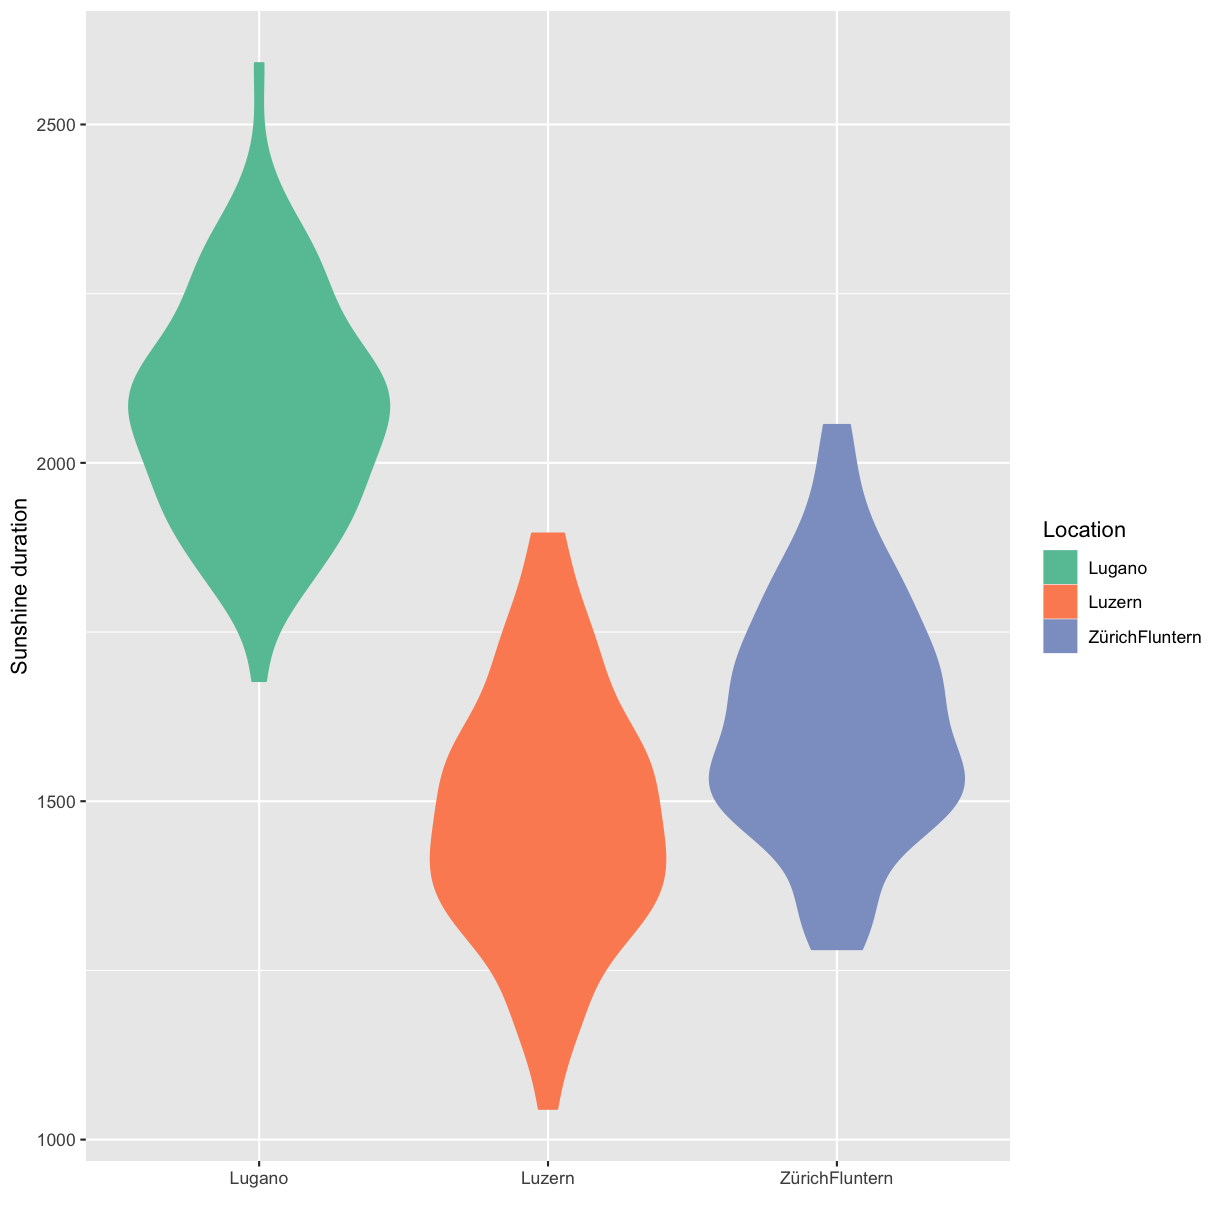 2500
2000
1500
1000
Sunshine duration
Lugano
Luzern
ZürichFluntern
Location
Lugano
Luzern
ZürichFluntern